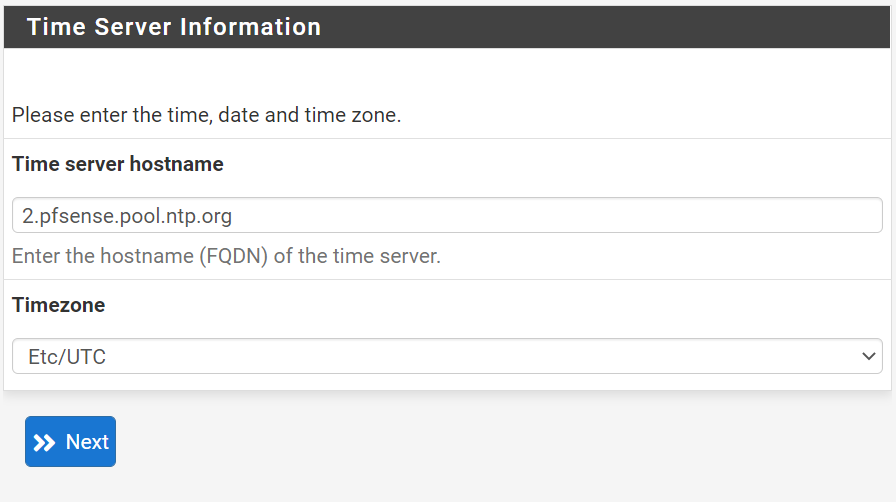 Time Server Information
Please enter the time, date and time zone.
Time server hostname
2.pfsense.pool.ntp.org
Enter the hostname (FQDN) of the time server.
Timezone
Etc/UTC
Next